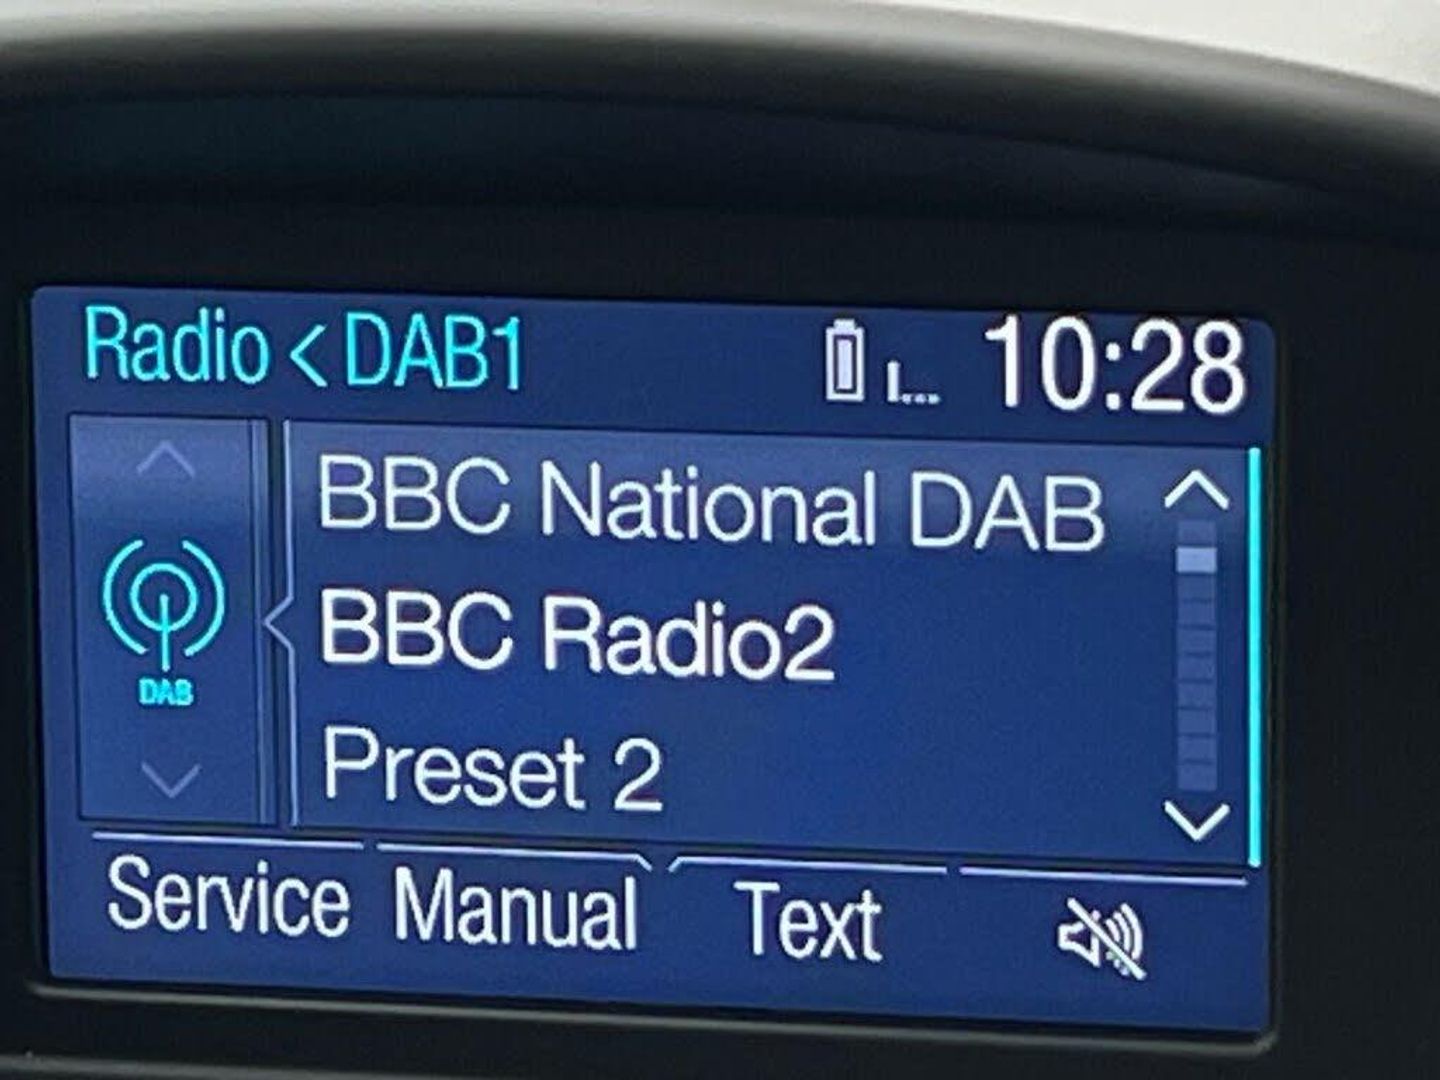 Radio < DAB1 10:28
BBC National DAB
BBC Radio2
DAB
Preset 2
Service Manual Text